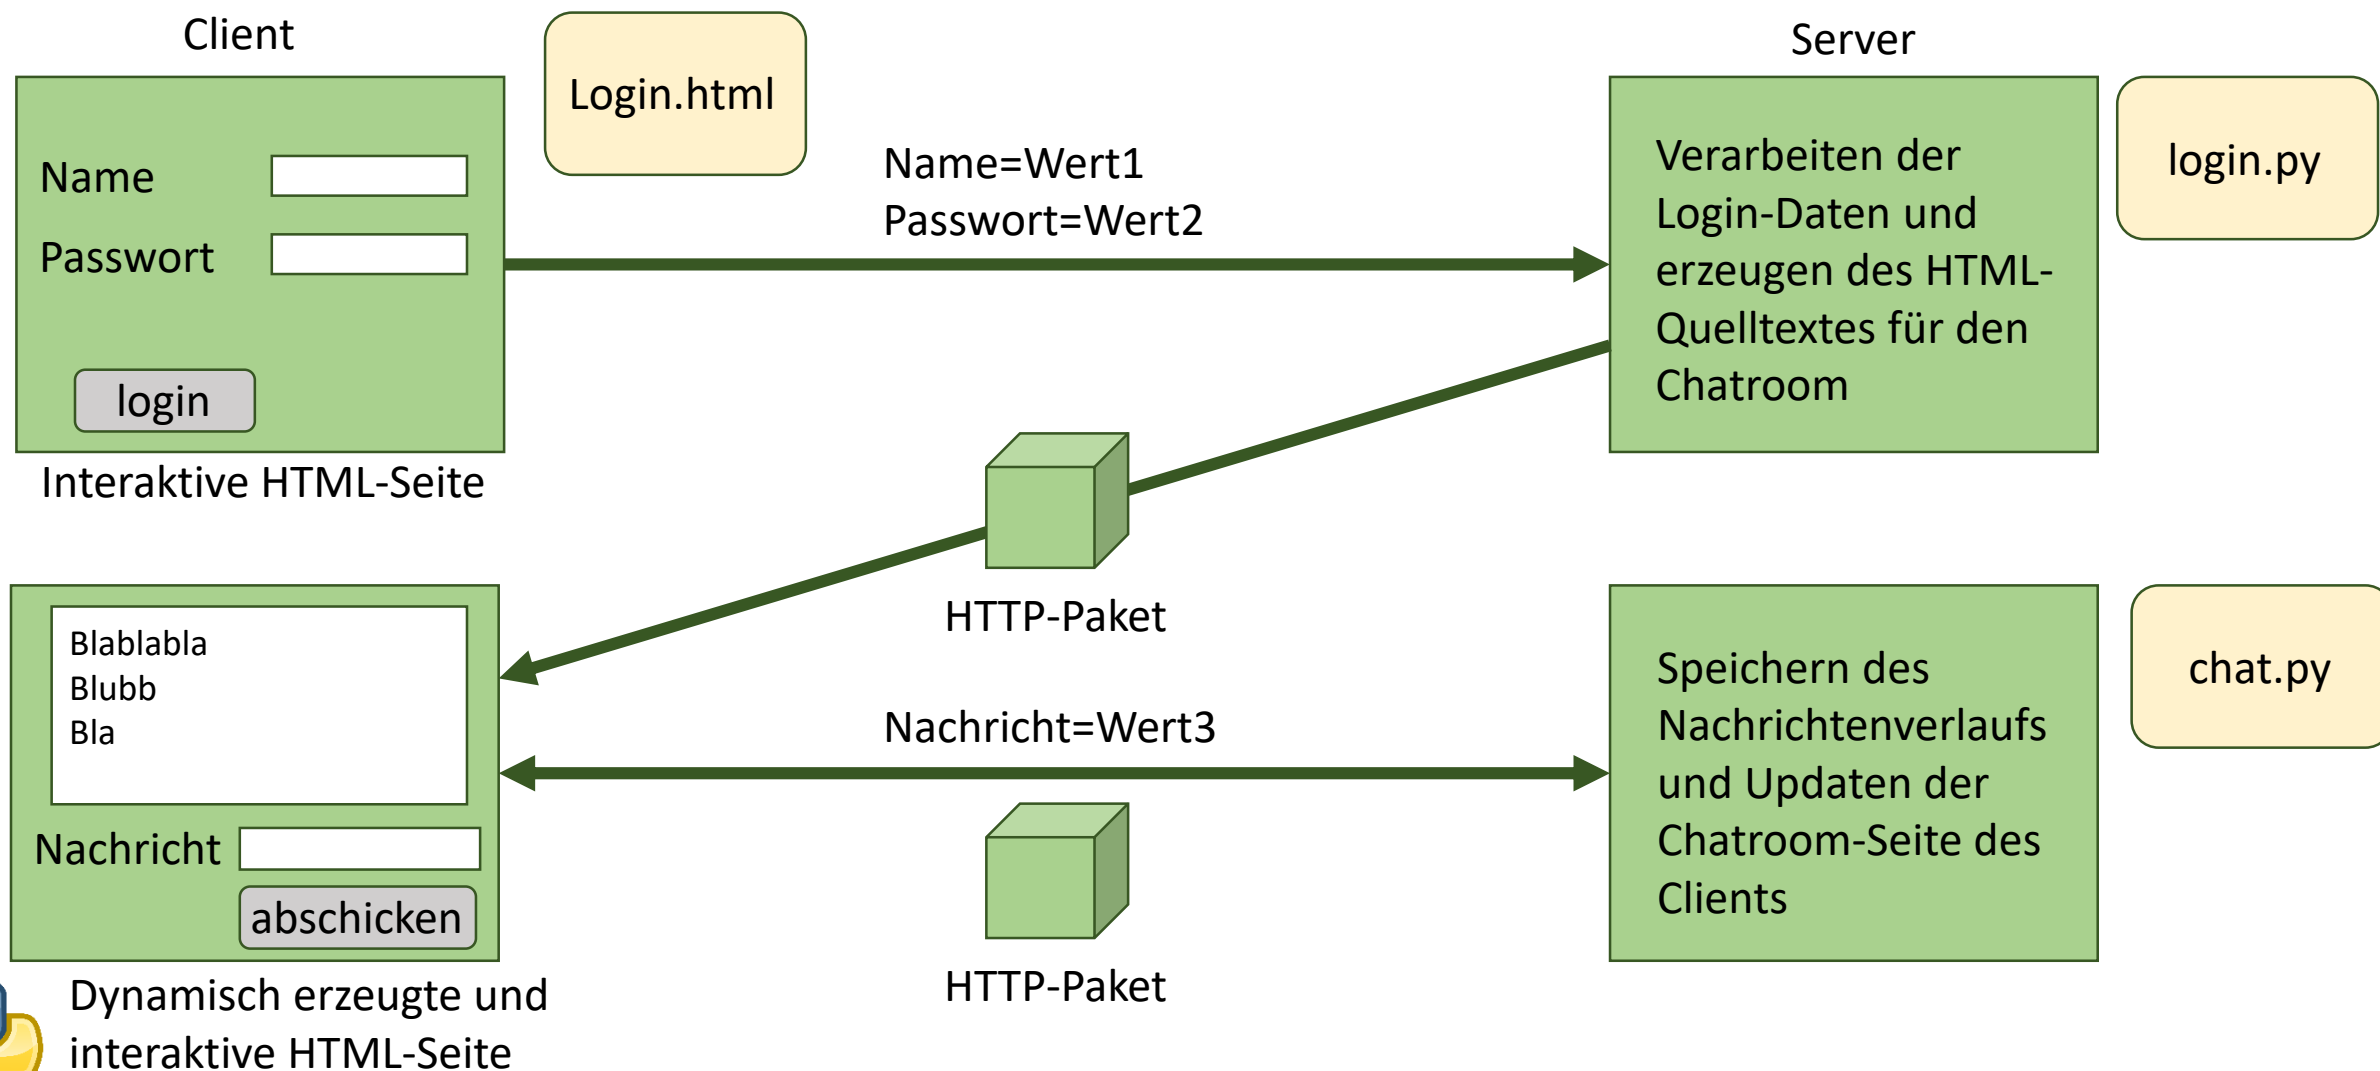 Client
Login.html
Server
Name
Passwort
login
Interaktive HTML-Seite
Name=Wert1
Passwort=Wert2
Verarbeiten der
Login-Daten und
erzeugen des HTML-
Quelltextes für den
Chatroom
login.py
HTTP-Paket
Blablabla
Blubb
Bla
Nachricht
abschicken
Dynamisch erzeugte und
interaktive HTML-Seite
Nachricht=Wert3
HTTP-Paket
Speichern des
Nachrichtenverlaufs
und Updaten der
Chatroom-Seite des
Clients
chat.py